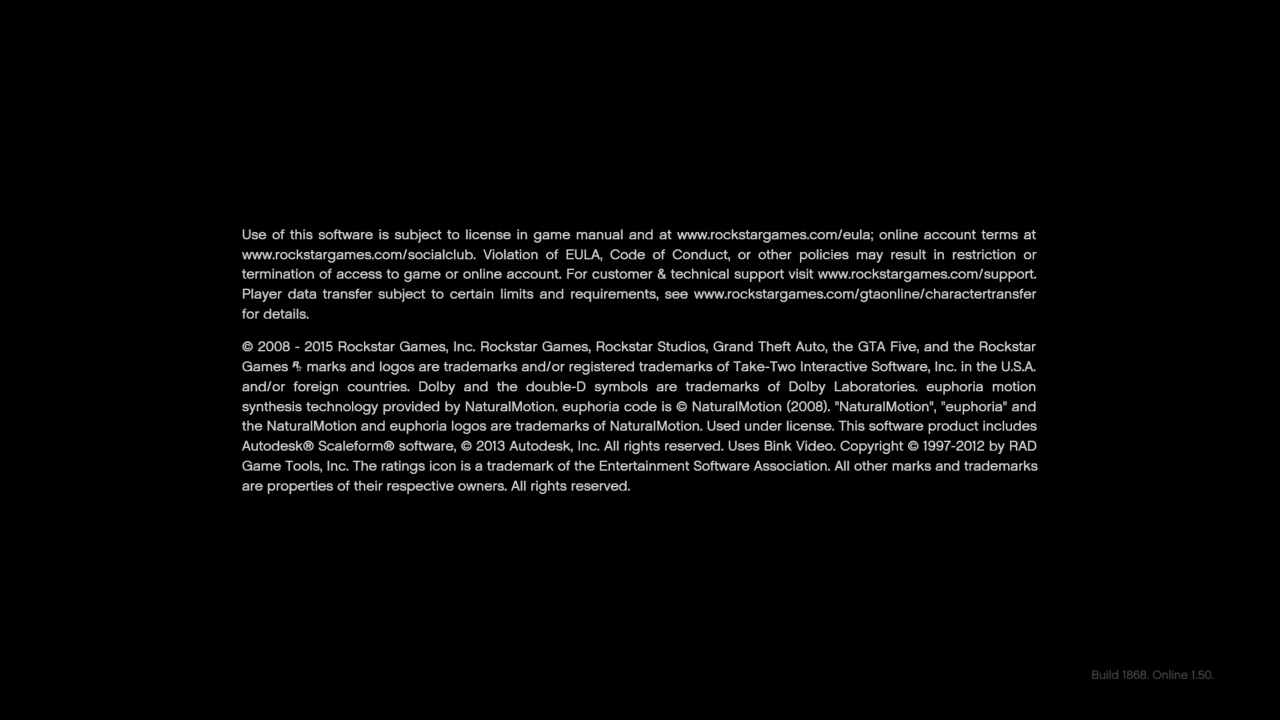 Use of this software is subject to license in game manual and at www.rockstargames.com/eula; online account terms at
www.rockstargames.com/socialclub. Violation of EULA, Code of Conduct, or other policies may result in restriction or
termination of access to game or online account. For customer & technical support visit www.rockstargames.com/support.
Player data transfer subject to certain limits and requirements, see www.rockstargames.com/gtaonline/charactertransfer
for details.
© 2008 - 2015 Rockstar Games, Inc. Rockstar Games, Rockstar Studios, Grand Theft Auto, the GTA Five, and the Rockstar
Games R* marks and logos are trademarks and/or registered trademarks of Take-Two Interactive Software, Inc. in the U.S.A.
and/or foreign countries. Dolby and the double-D symbols are trademarks of Dolby Laboratories. euphoria motion
synthesis technology provided by NaturalMotion. euphoria code is © NaturalMotion (2008). "NaturalMotion", "euphoria" and
the NaturalMotion and euphoria logos are trademarks of NaturalMotion. Used under license. This software product includes
Autodesk® Scaleform® software, © 2013 Autodesk, Inc. All rights reserved. Uses Bink Video. Copyright © 1997-2012 by RAD
Game Tools, Inc. The ratings icon is a trademark of the Entertainment Software Association. All other marks and trademarks
are properties of their respective owners. All rights reserved.
Build 1868. Online 1.50.